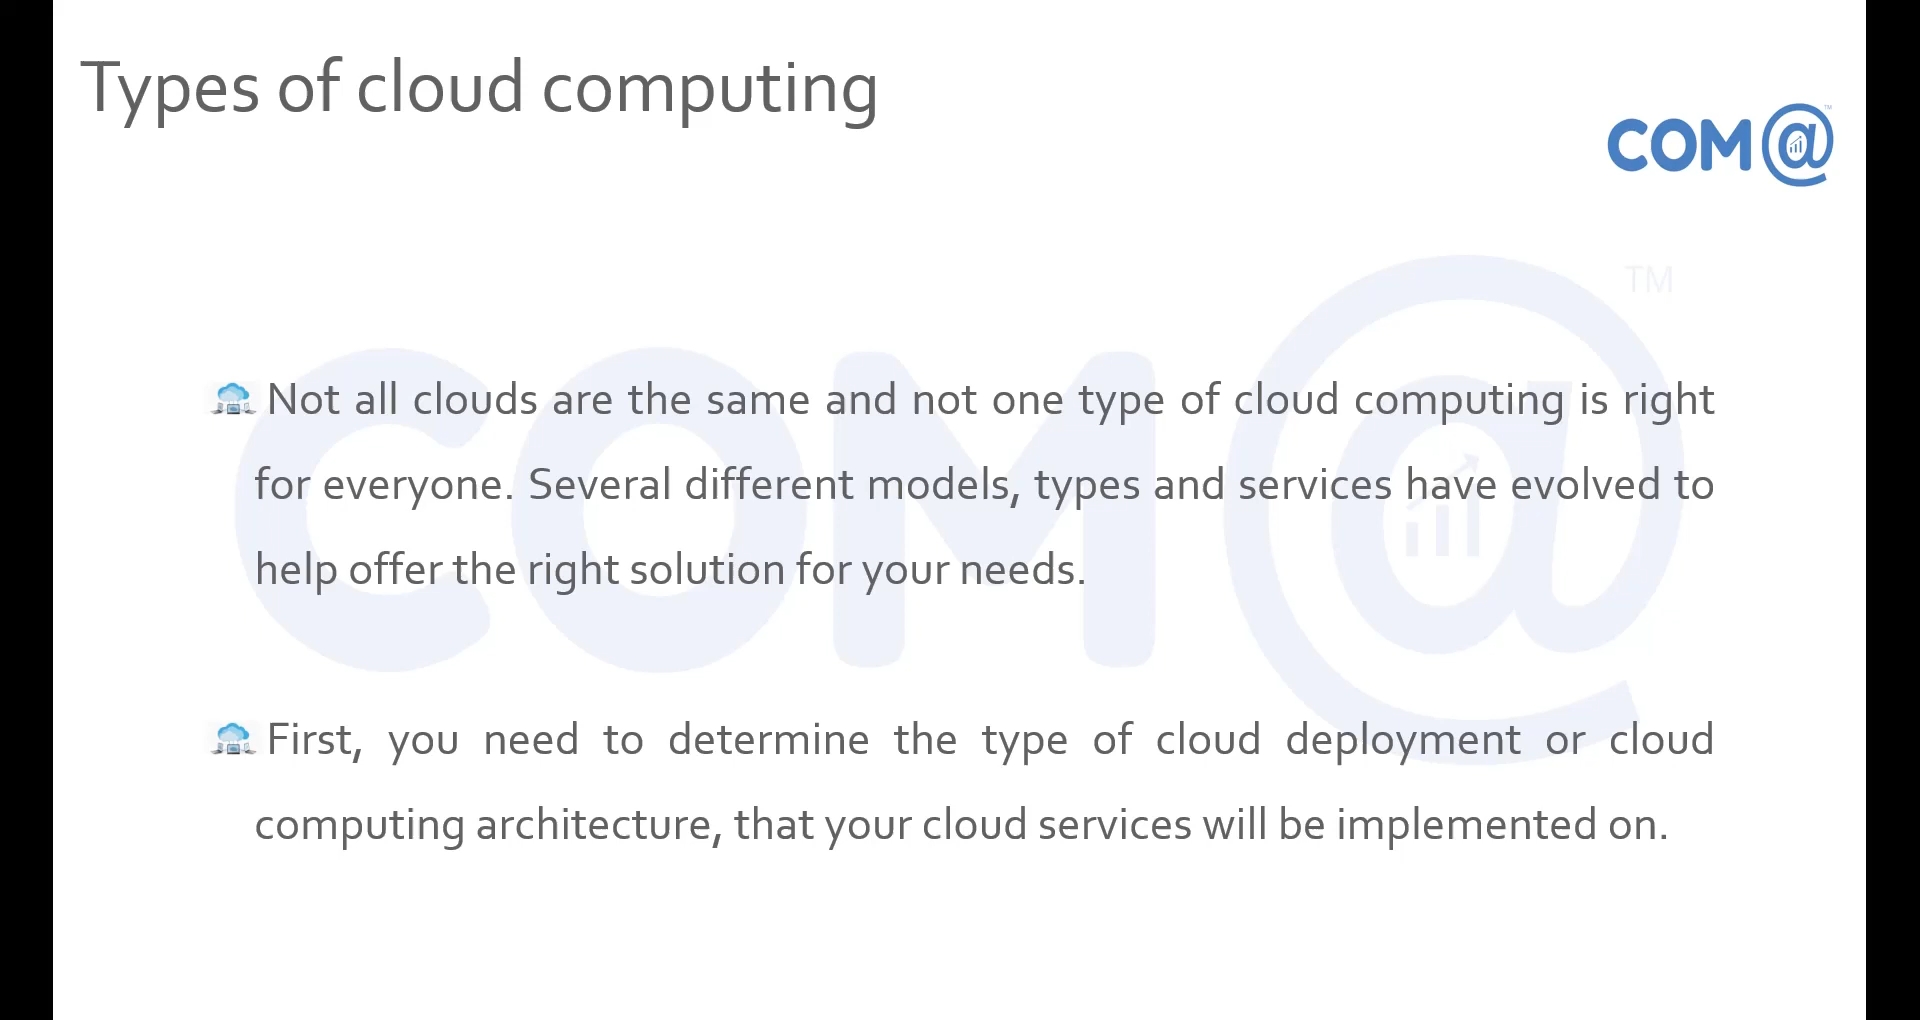 Types of cloud computing
COM@
TM
COM@
TM
Not all clouds are the same and not one type of cloud computing is right
for everyone. Several different models, types and services have evolved to
help offer the right solution for your needs.
First, you need to determine the type of cloud deployment or cloud
computing architecture, that your cloud services will be implemented on.